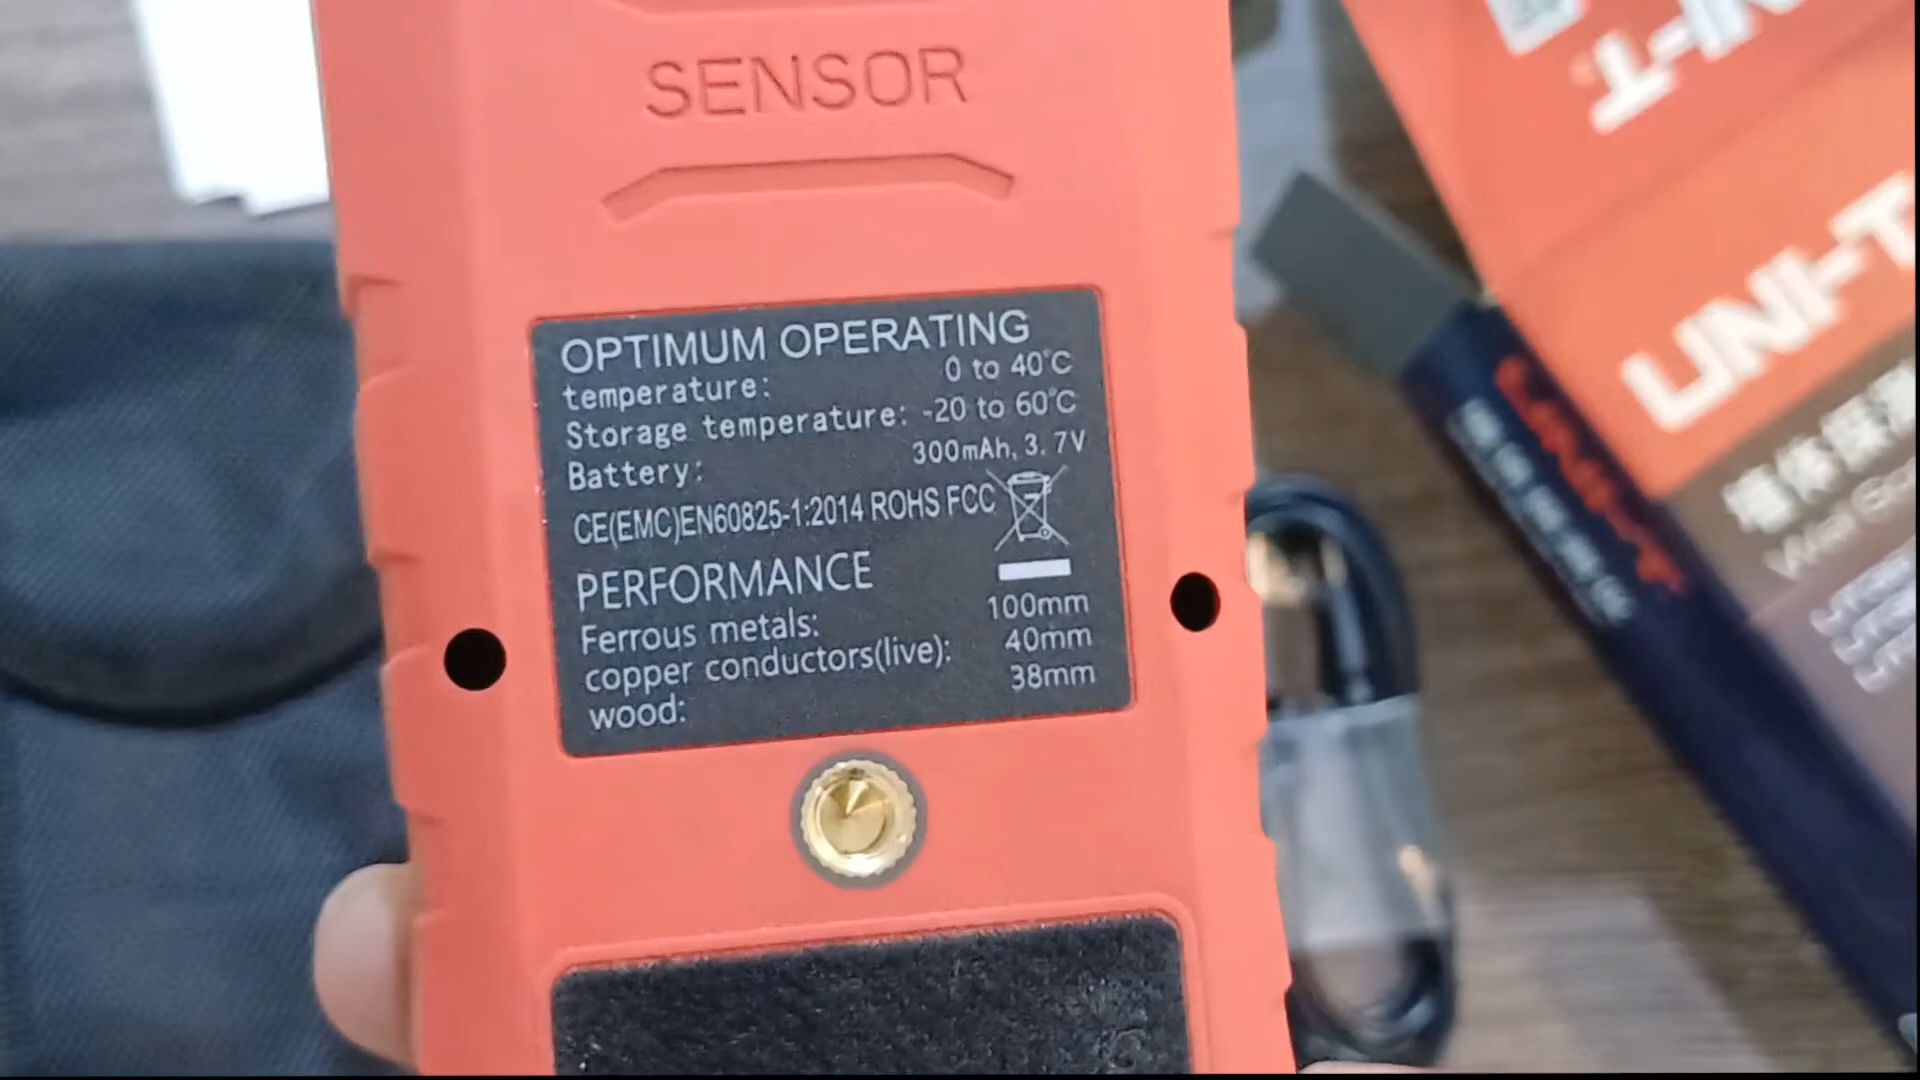 SENSOR
OPTIMUM OPERATING
temperature: 0 to 40℃
Storage temperature: -20 to 60℃
Battery: 300mAh, 3.7V
CE(EMC)EN60825-1:2014 ROHS FCC
PERFORMANCE
Ferrous metals: 100mm
copper conductors(live): 40mm
wood: 38mm
UNI-T
UNI-T